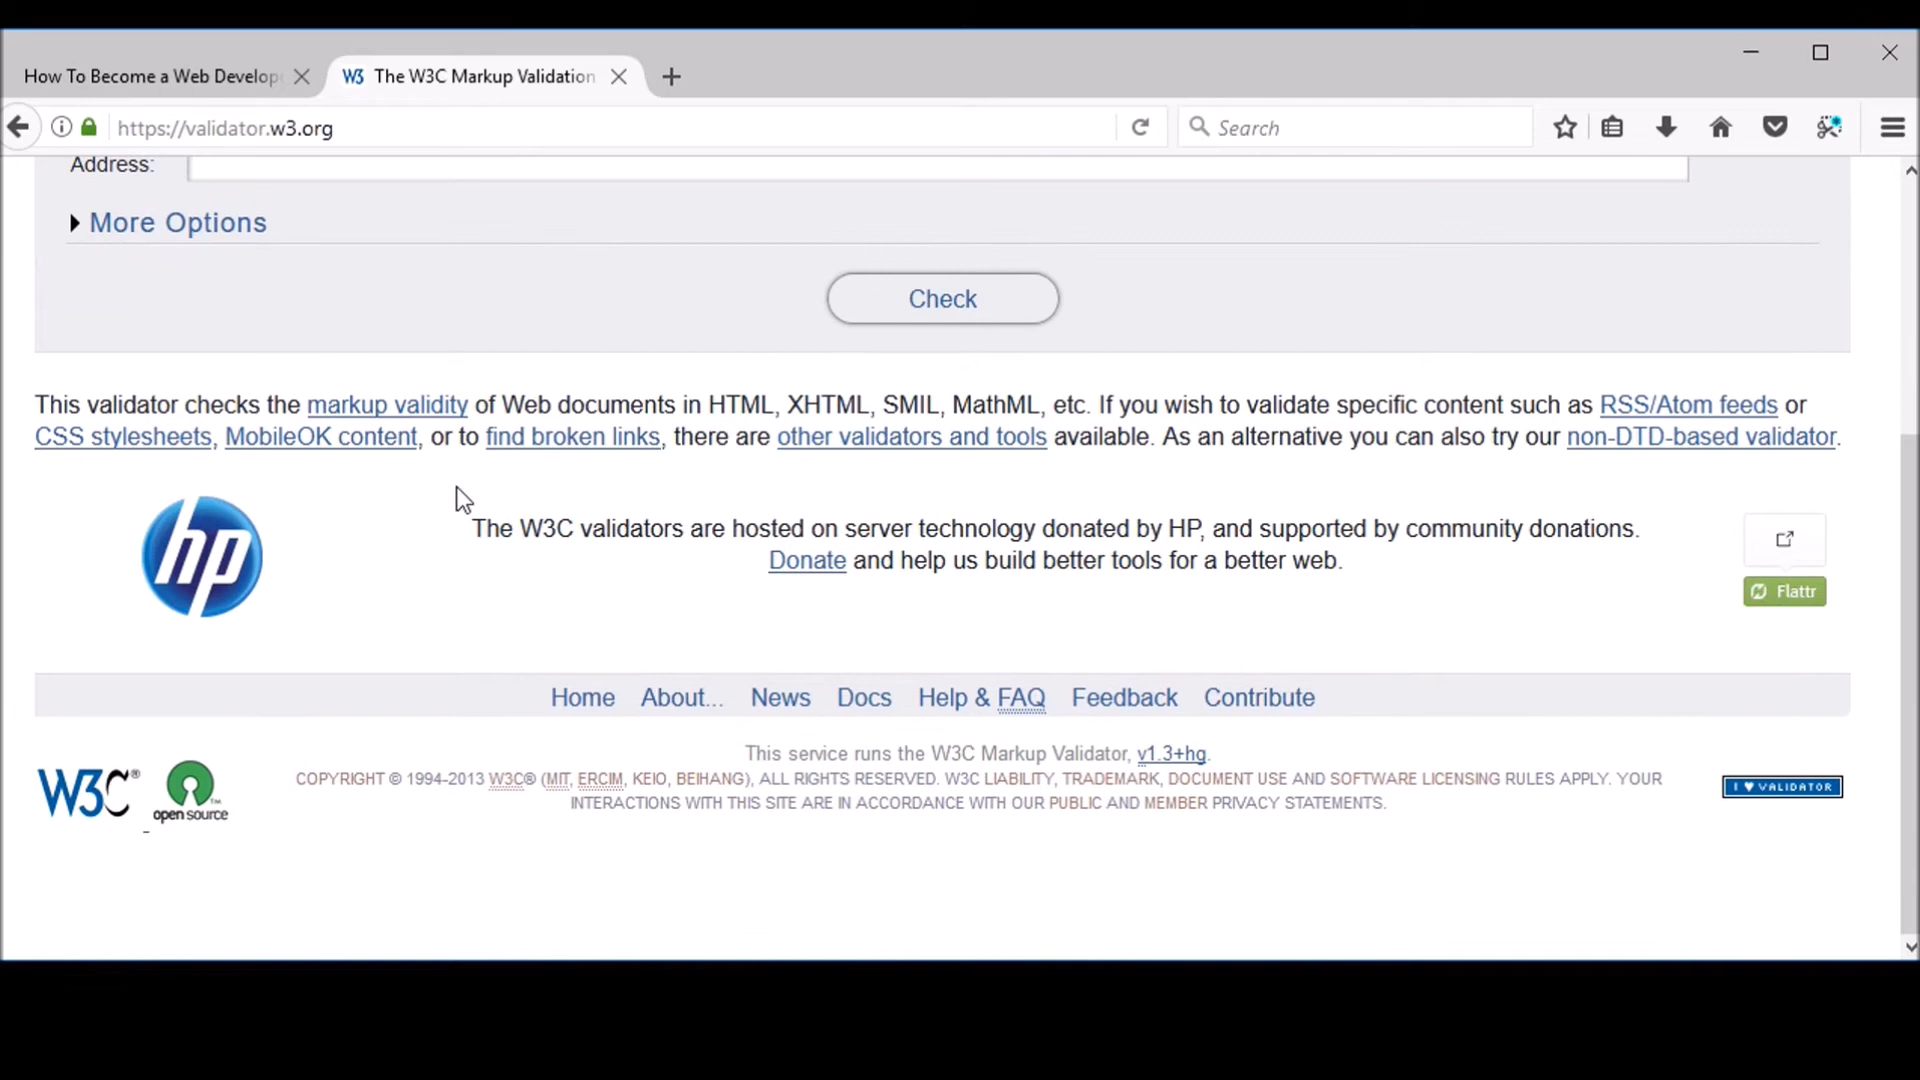 How To Become a Web Develop
W3 The W3C Markup Validation
https://validator.w3.org
Search
Address:
More Options
Check
This validator checks the markup validity of Web documents in HTML, XHTML, SMIL, MathML, etc. If you wish to validate specific content such as RSS/Atom feeds or
CSS stylesheets, MobileOK content, or to find broken links, there are other validators and tools available. As an alternative you can also try our non-DTD-based validator.
hp
The W3C validators are hosted on server technology donated by HP, and supported by community donations.
Donate and help us build better tools for a better web.
Flattr
Home About... News Docs Help & FAQ Feedback Contribute
This service runs the W3C Markup Validator, v1.3+hg.
W3C®
open source
TM
COPYRIGHT © 1994-2013 W3C® (MIT, ERCIM, KEIO, BEIHANG), ALL RIGHTS RESERVED. W3C LIABILITY, TRADEMARK, DOCUMENT USE AND SOFTWARE LICENSING RULES APPLY. YOUR
INTERACTIONS WITH THIS SITE ARE IN ACCORDANCE WITH OUR PUBLIC AND MEMBER PRIVACY STATEMENTS.
I ♥ VALIDATOR